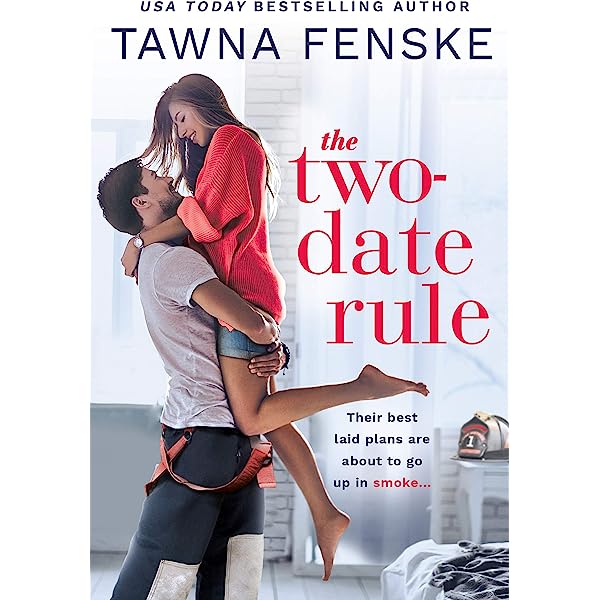 USA TODAY BESTSELLING AUTHOR
TAWNA FENSKE
the
two-
date
rule
Their best
laid plans are
about to go
up in smoke...
1